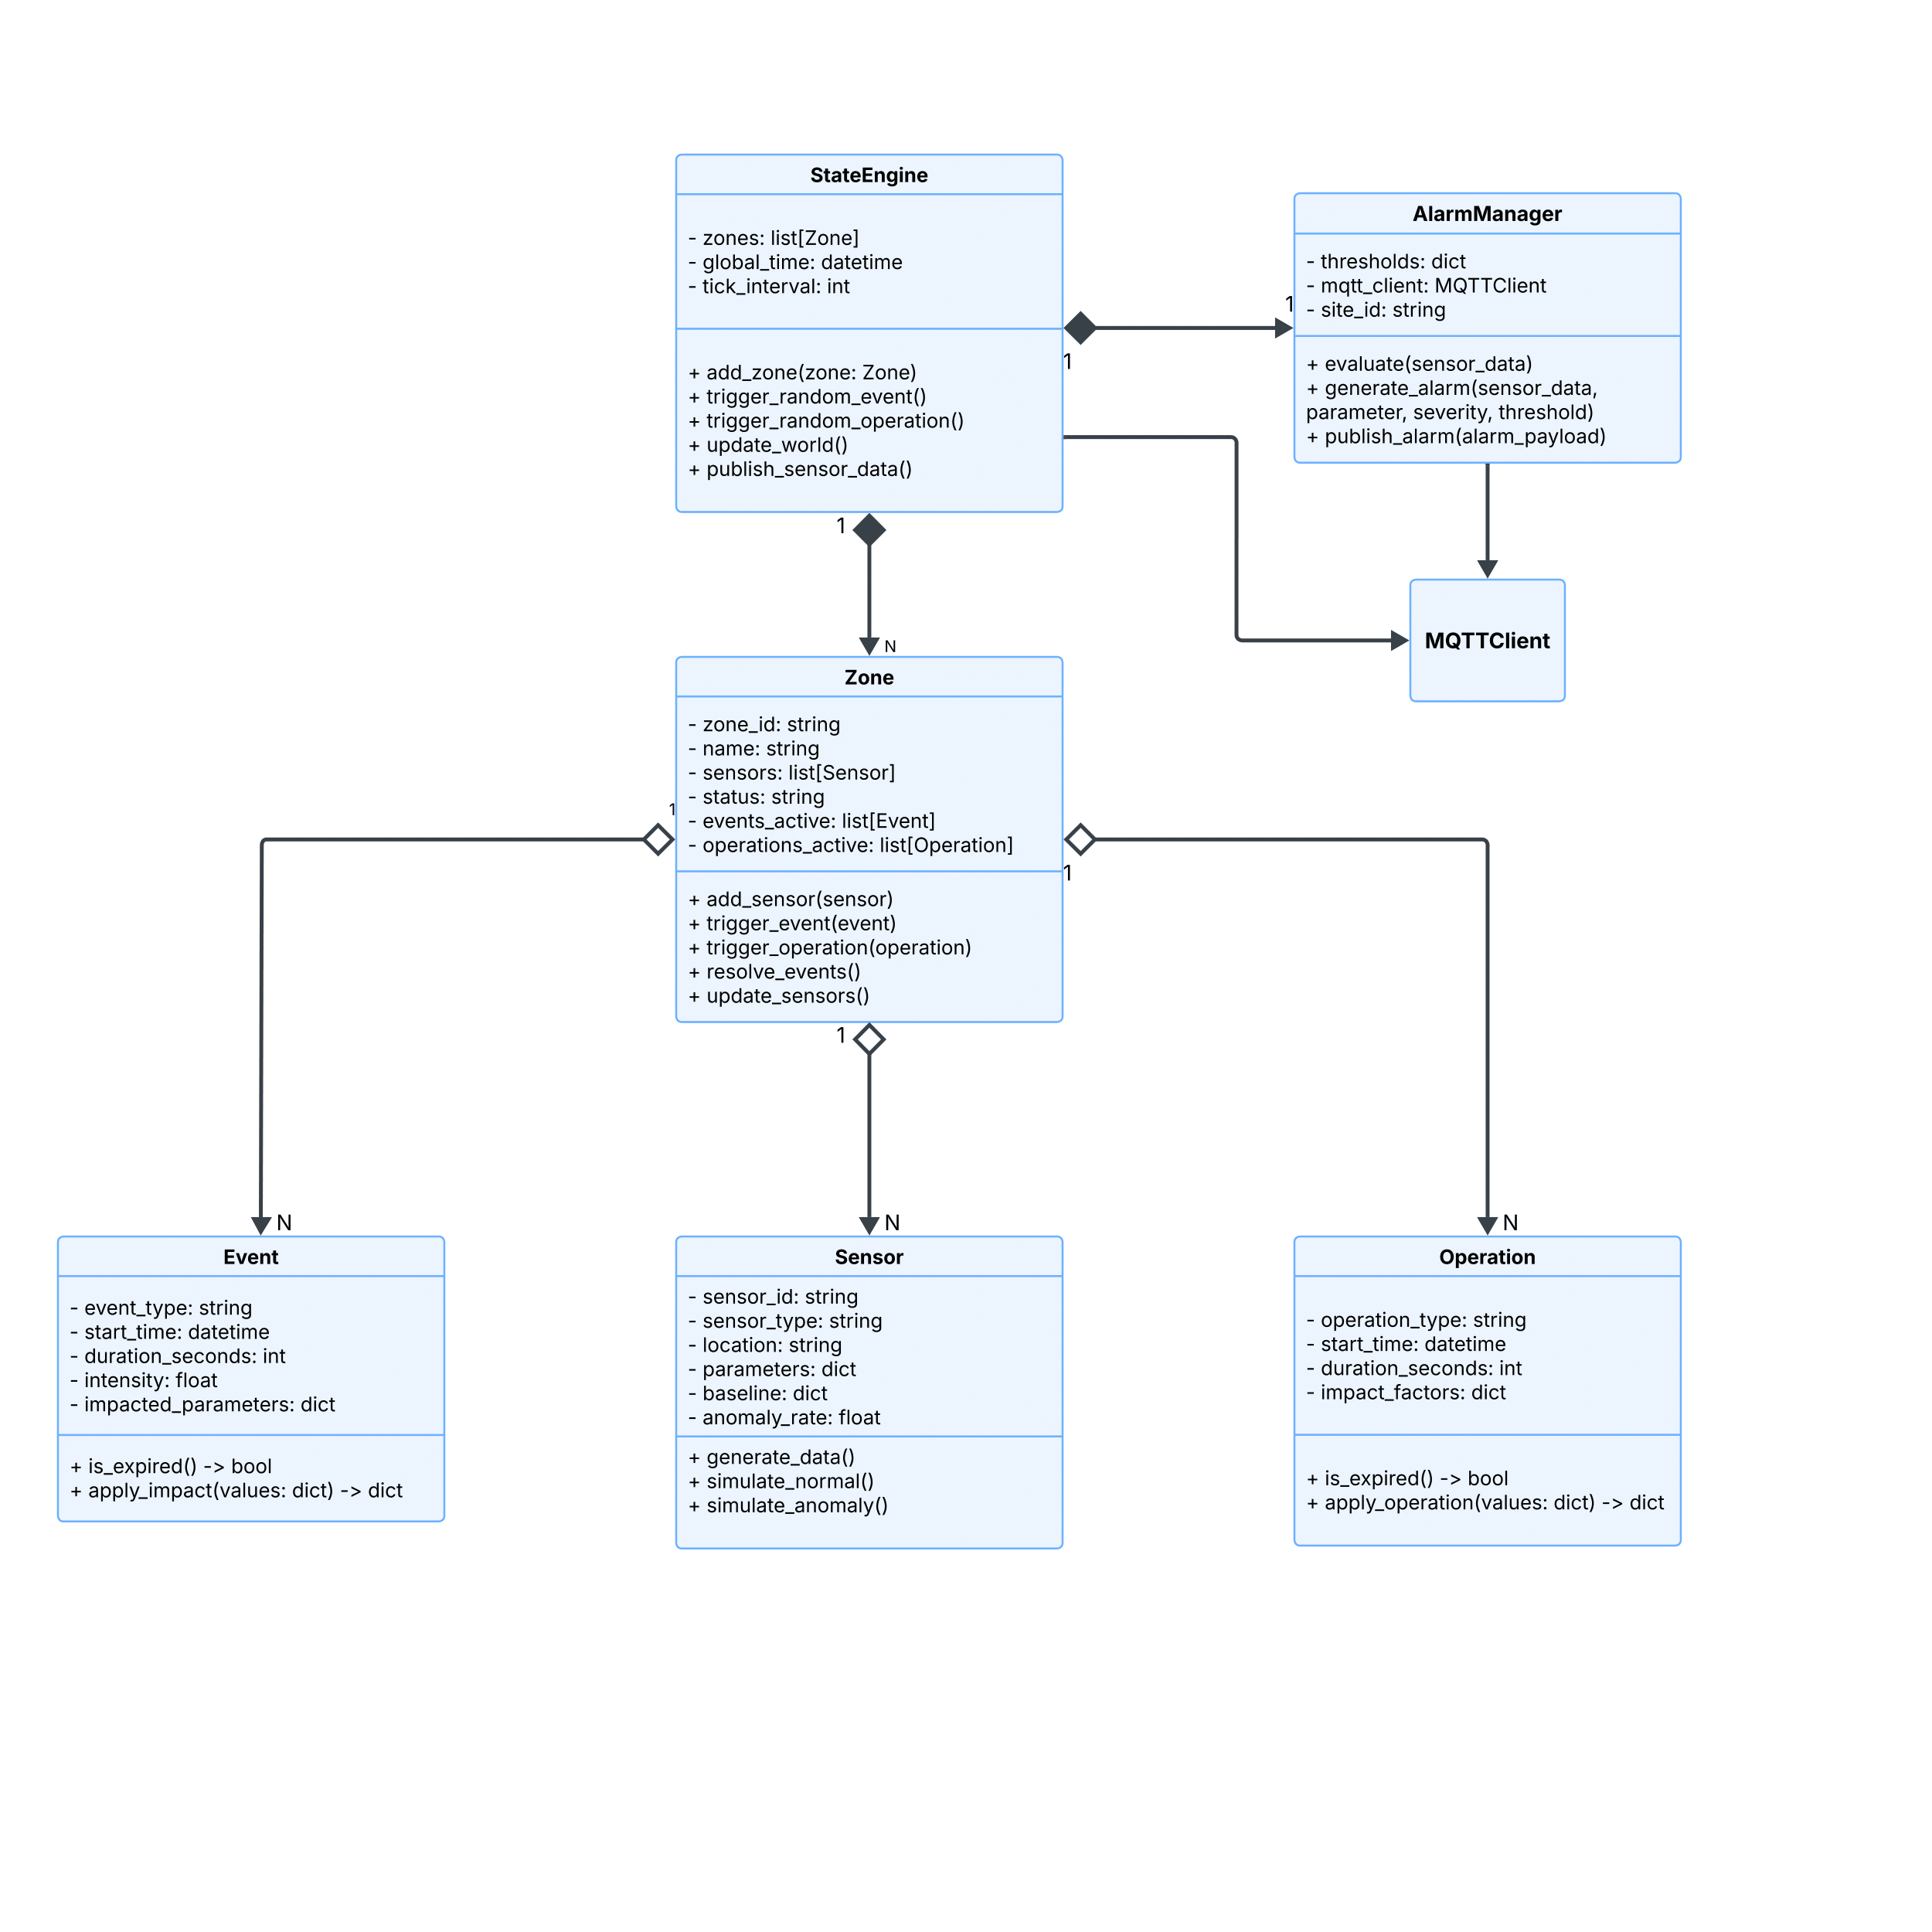 StateEngine
- zones: list[Zone]
- global_time: datetime
- tick_interval: int
+ add_zone(zone: Zone)
+ trigger_random_event()
+ trigger_random_operation()
+ update_world()
+ publish_sensor_data()
1
1
AlarmManager
- thresholds: dict
- mqtt_client: MQTTClient
- site_id: string
+ evaluate(sensor_data)
+ generate_alarm(sensor_data,
parameter, severity, threshold)
+ publish_alarm(alarm_payload)
MQTTClient
1
N
Zone
- zone_id: string
- name: string
- sensors: list[Sensor]
- status: string
- events_active: list[Event]
- operations_active: list[Operation]
+ add_sensor(sensor)
+ trigger_event(event)
+ trigger_operation(operation)
+ resolve_events()
+ update_sensors()
1
1
1
N
Event
- event_type: string
- start_time: datetime
- duration_seconds: int
- intensity: float
- impacted_parameters: dict
+ is_expired() -> bool
+ apply_impact(values: dict) -> dict
N
Sensor
- sensor_id: string
- sensor_type: string
- location: string
- parameters: dict
- baseline: dict
- anomaly_rate: float
+ generate_data()
+ simulate_normal()
+ simulate_anomaly()
N
Operation
- operation_type: string
- start_time: datetime
- duration_seconds: int
- impact_factors: dict
+ is_expired() -> bool
+ apply_operation(values: dict) -> dict